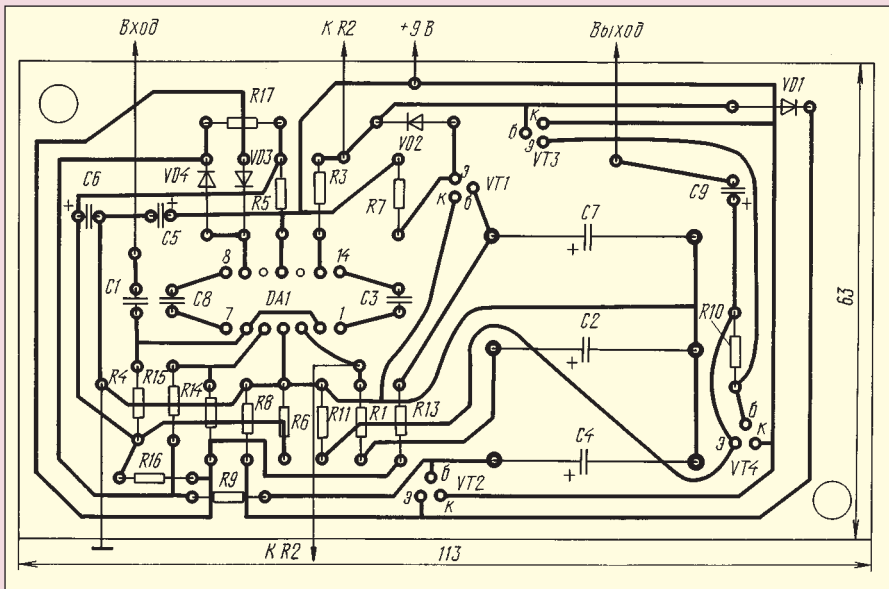 Вход
К R2
+9 В
Выход
VD1
R17
К
б
Э
VT3
VD2
VD4
VD3
C6
+
C5
+
R5
R3
R7
Э
К
б
VT1
C9
+
8
14
C7
+
C1
C8
DA1
C3
7
1
C2
+
R10
63
R4
R15
R14
R8
R6
R11
R1
R13
C4
+
б
К
Э
VT4
R16
R9
б
Э
К
VT2
К R2
113